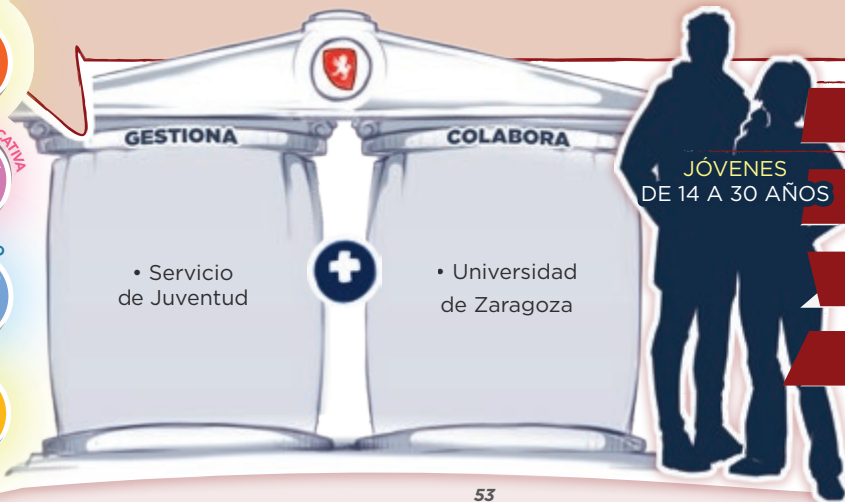 GESTIONA
• Servicio
de Juventud
COLABORA
• Universidad
de Zaragoza
JÓVENES
DE 14 A 30 AÑOS
53